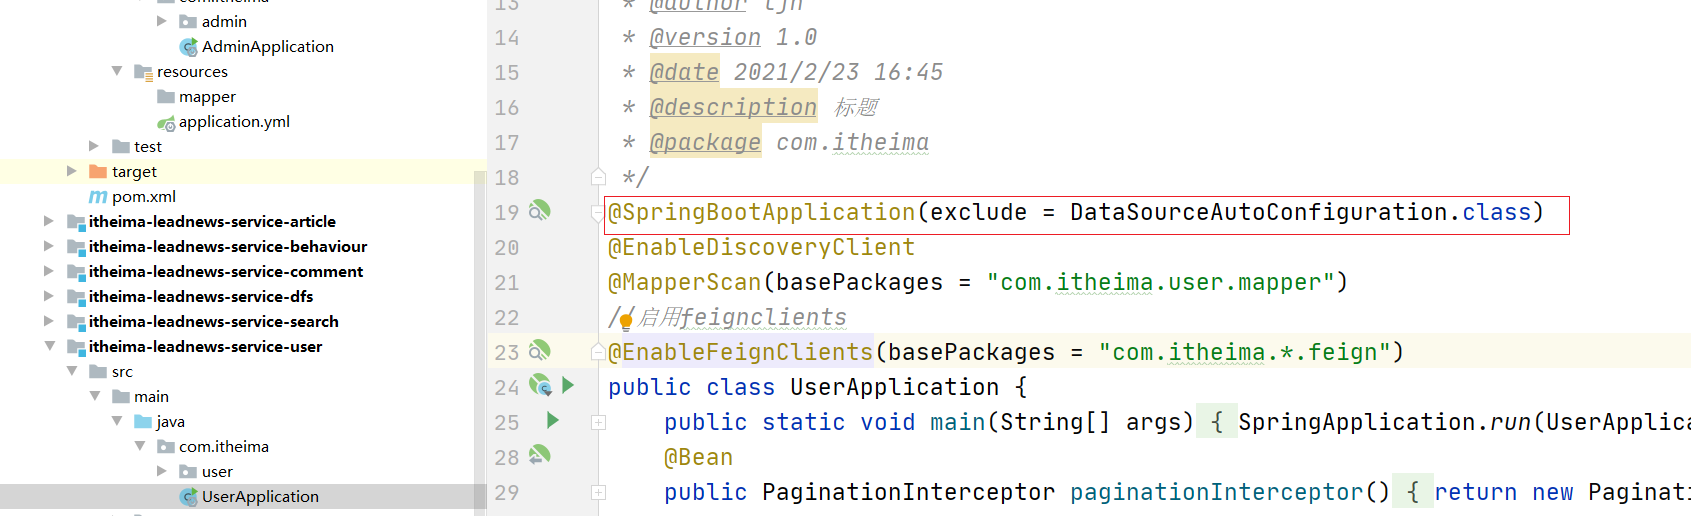 com.itheima
admin
AdminApplication
resources
mapper
application.yml
test
target
pom.xml
itheima-leadnews-service-article
itheima-leadnews-service-behaviour
itheima-leadnews-service-comment
itheima-leadnews-service-dfs
itheima-leadnews-service-search
itheima-leadnews-service-user
src
main
java
com.itheima
user
UserApplication
13 * @author ljh
14 * @version 1.0
15 * @date 2021/2/23 16:45
16 * @description 标题
17 * @package com.itheima
18 */
19 @SpringBootApplication(exclude = DataSourceAutoConfiguration.class)
20 @EnableDiscoveryClient
21 @MapperScan(basePackages = "com.itheima.user.mapper")
22 //启用feignclients
23 @EnableFeignClients(basePackages = "com.itheima.*.feign")
24 public class UserApplication {
25 public static void main(String[] args) { SpringApplication.run(UserApplica
28 @Bean
29 public PaginationInterceptor paginationInterceptor() { return new Paginati